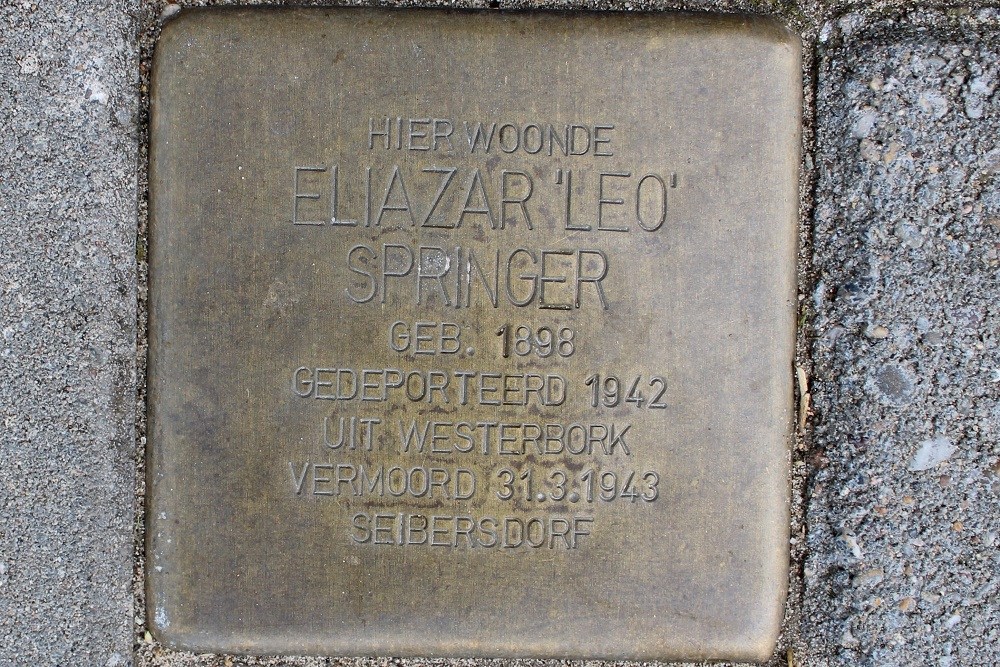 HIER WOONDE
ELIAZAR 'LEO'
SPRINGER
GEB. 1898
GEDEPORTEERD 1942
UIT WESTERBORK
VERMOORD 31.3.1943
SEIBERSDORF